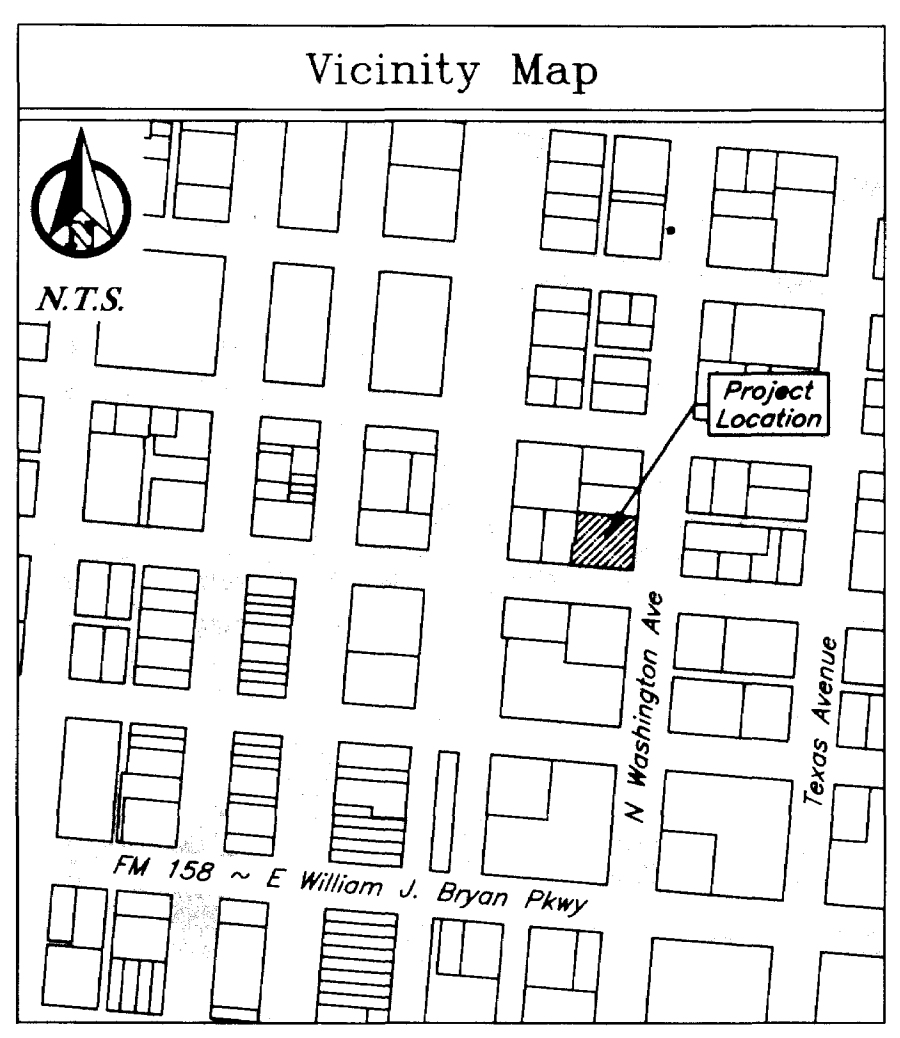 Vicinity Map
N
N.T.S.
Project
Location
N Washington Ave
Texas Avenue
FM 158 ~ E William J. Bryan Pkwy